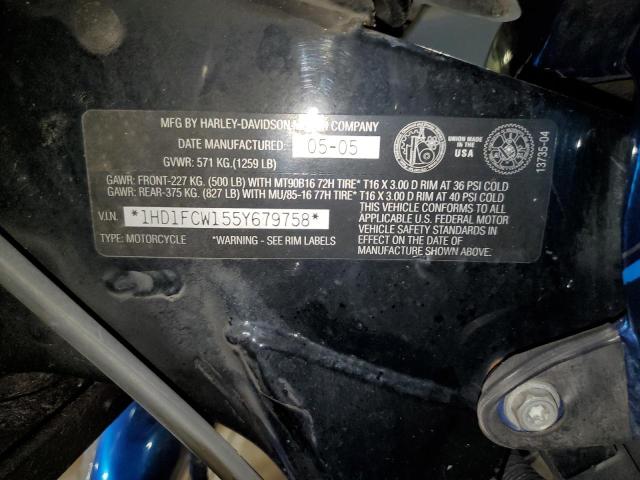 MFG BY HARLEY-DAVIDSON MOTOR COMPANY
DATE MANUFACTURED: 05-05
GVWR: 571 KG.(1259 LB)
UNION MADE IN THE
USA
13735-04
GAWR: FRONT-227 KG. (500 LB) WITH MT90B16 72H TIRE* T16 X 3.00 D RIM AT 36 PSI COLD
GAWR: REAR-375 KG. (827 LB) WITH MU/85-16 77H TIRE* T16 X 3.00 D RIM AT 40 PSI COLD
V.I.N. *1HD1FCW155Y679758*
TYPE: MOTORCYCLE *WARNING - SEE RIM LABELS
THIS VEHICLE CONFORMS TO ALL
APPLICABLE U.S. FEDERAL MOTOR
VEHICLE SAFETY STANDARDS IN
EFFECT ON THE DATE OF
MANUFACTURE SHOWN ABOVE.